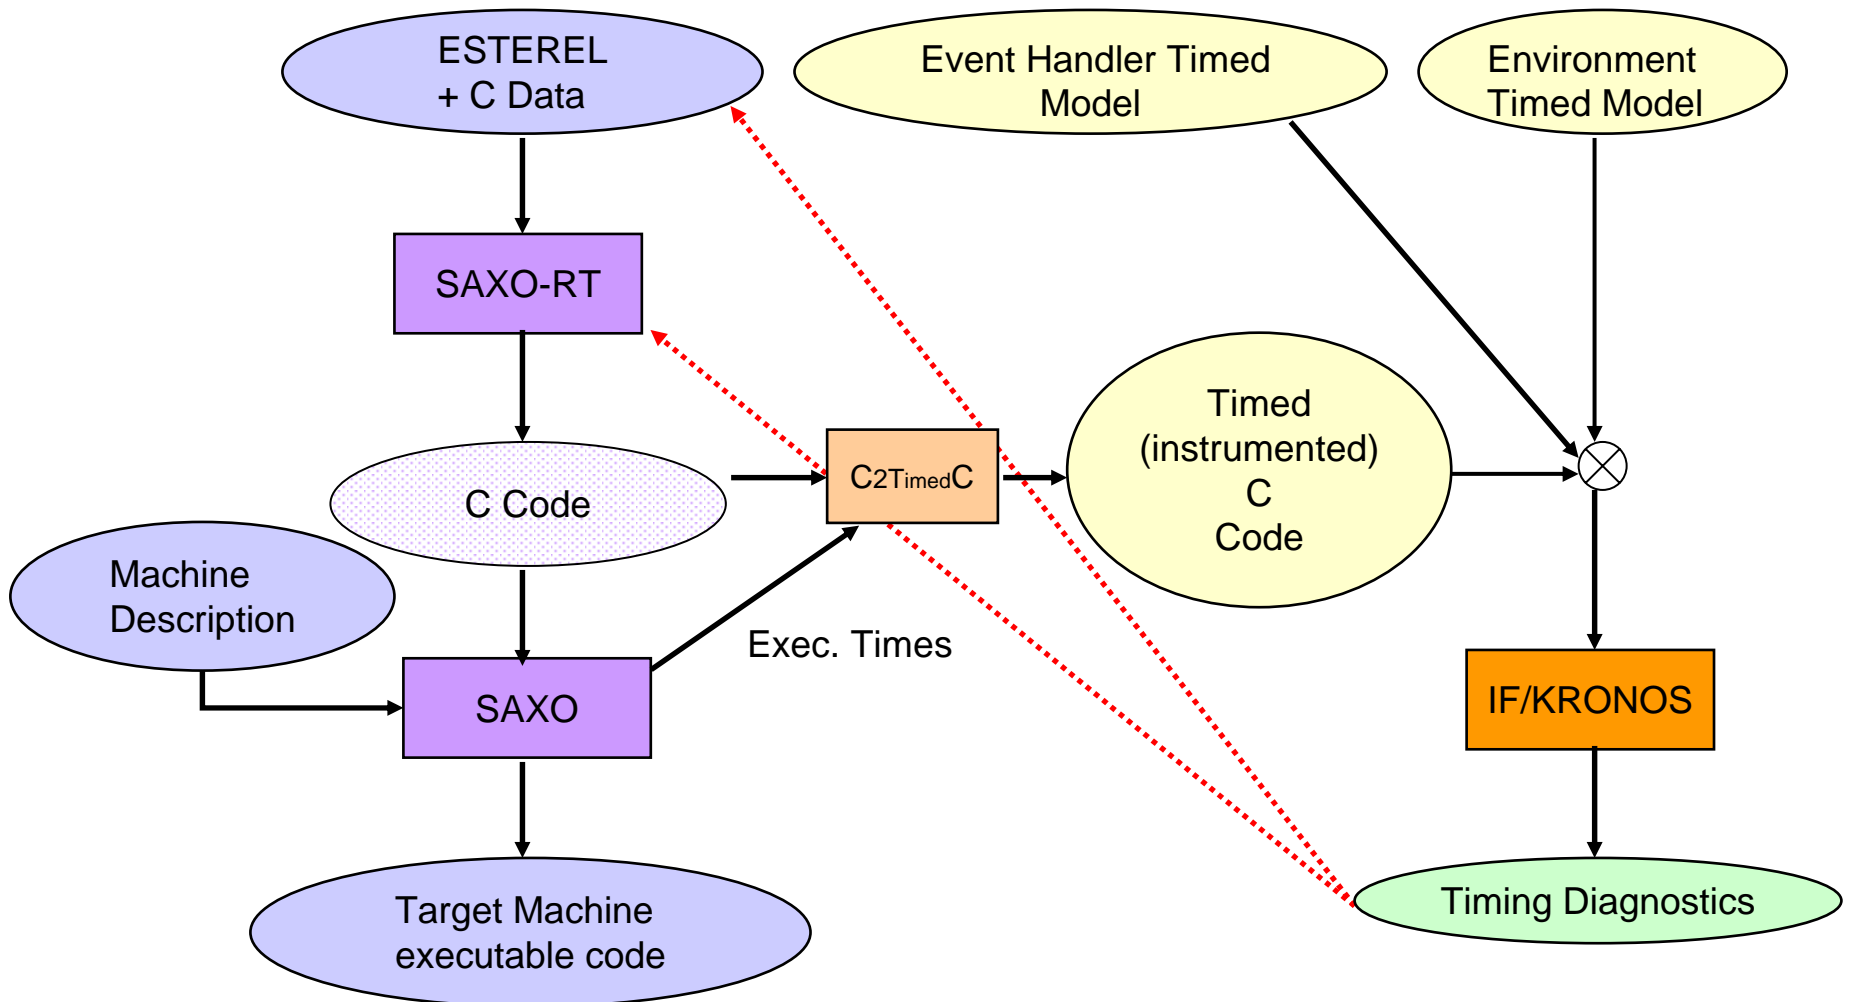 ESTEREL
+ C Data
Event Handler Timed
Model
Environment
Timed Model
SAXO-RT
C Code
C2TimedC
Timed
(instrumented)
C
Code
Machine
Description
Exec. Times
SAXO
IF/KRONOS
Target Machine
executable code
Timing Diagnostics